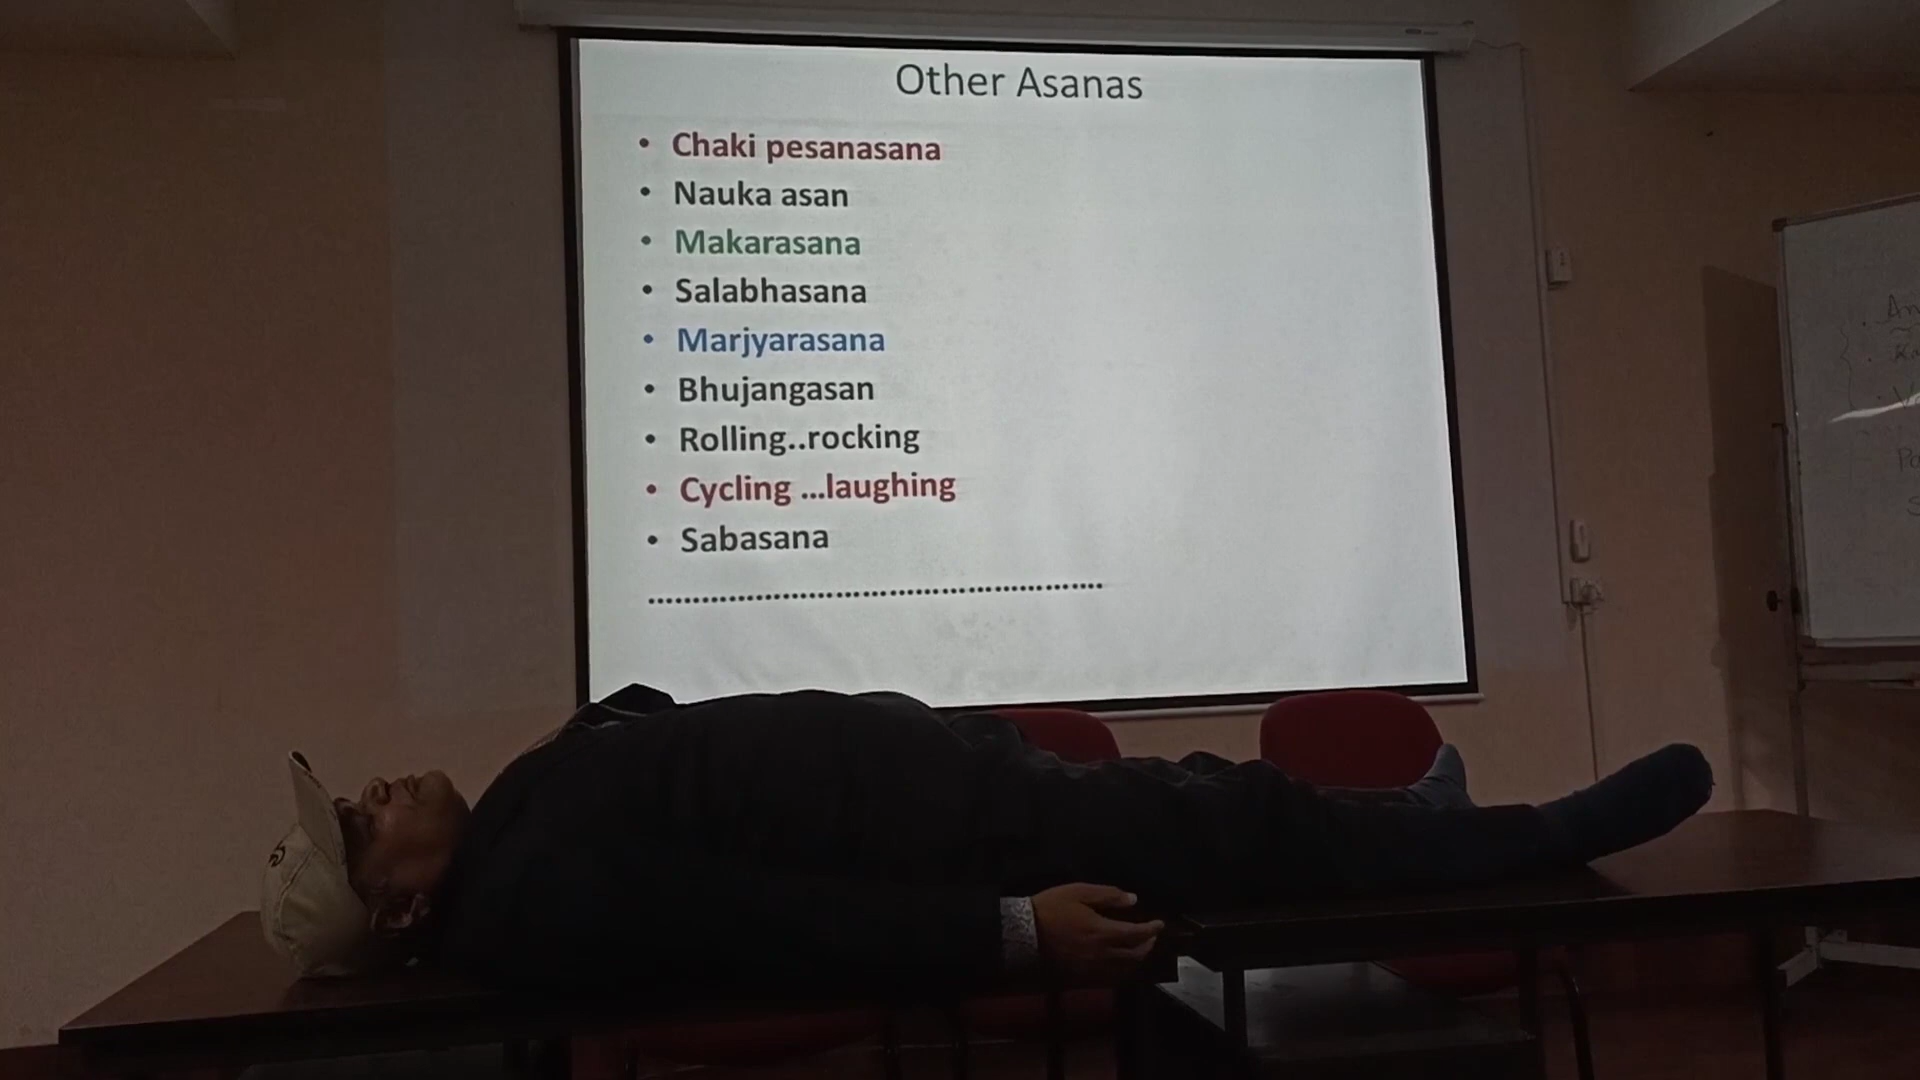 Other Asanas
• Chaki pesanasana
• Nauka asan
• Makarasana
• Salabhasana
• Marjyarasana
• Bhujangasan
• Rolling..rocking
• Cycling ...laughing
• Sabasana
...................................................